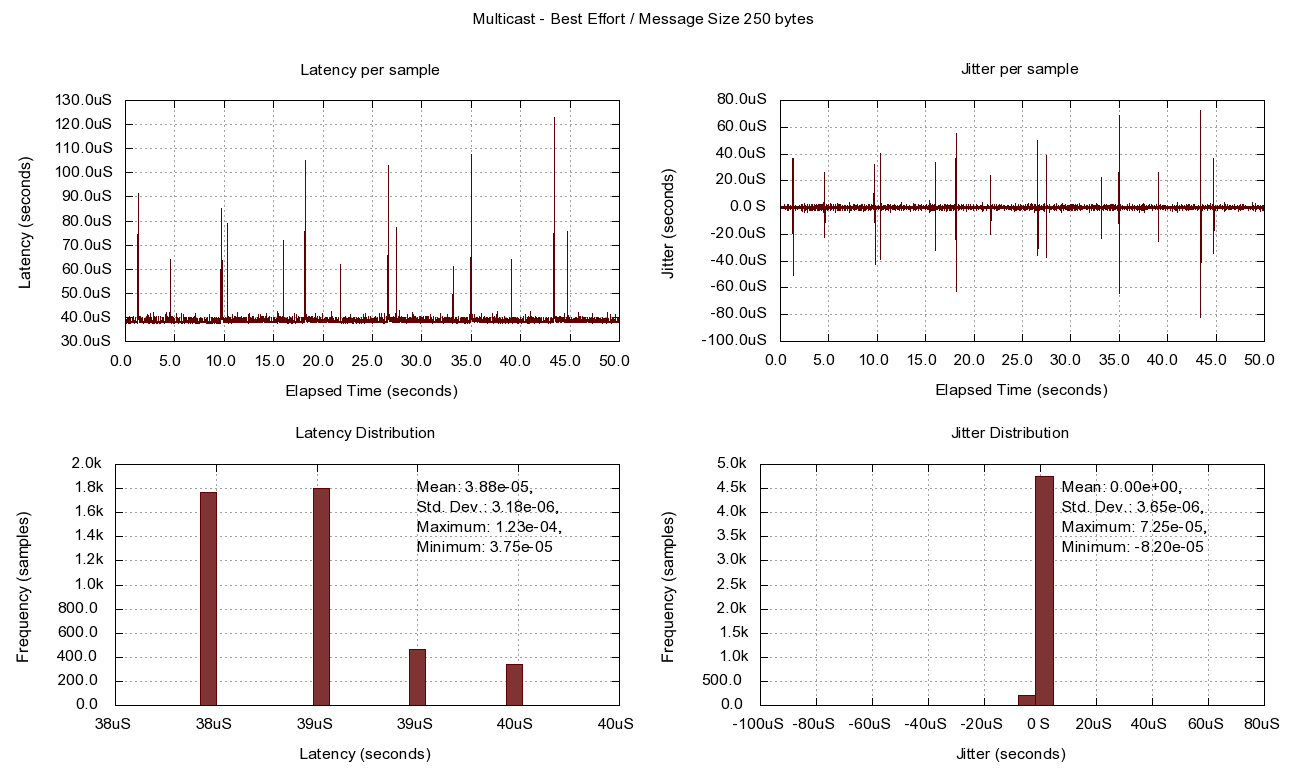 Multicast - Best Effort / Message Size 250 bytes
Latency per sample
130.0uS
120.0uS
110.0uS
100.0uS
90.0uS
80.0uS
70.0uS
60.0uS
50.0uS
40.0uS
30.0uS
Latency (seconds)
0.0 5.0 10.0 15.0 20.0 25.0 30.0 35.0 40.0 45.0 50.0
Elapsed Time (seconds)
Jitter per sample
80.0uS
60.0uS
40.0uS
20.0uS
0.0 S
-20.0uS
-40.0uS
-60.0uS
-80.0uS
-100.0uS
Jitter (seconds)
0.0 5.0 10.0 15.0 20.0 25.0 30.0 35.0 40.0 45.0 50.0
Elapsed Time (seconds)
Latency Distribution
2.0k
1.8k
1.6k
1.4k
1.2k
1.0k
800.0
600.0
400.0
200.0
0.0
Frequency (samples)
Mean: 3.88e-05,
Std. Dev.: 3.18e-06,
Maximum: 1.23e-04,
Minimum: 3.75e-05
38uS 38uS 39uS 39uS 40uS 40uS
Latency (seconds)
Jitter Distribution
5.0k
4.5k
4.0k
3.5k
3.0k
2.5k
2.0k
1.5k
1.0k
500.0
0.0
Frequency (samples)
Mean: 0.00e+00,
Std. Dev.: 3.65e-06,
Maximum: 7.25e-05,
Minimum: -8.20e-05
-100uS -80uS -60uS -40uS -20uS 0 S 20uS 40uS 60uS 80uS
Jitter (seconds)